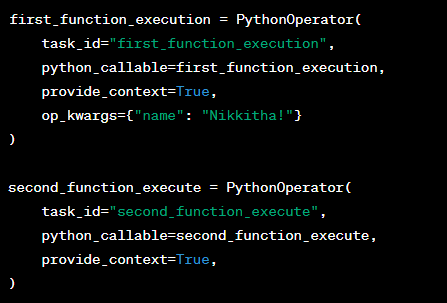 first_function_execution = PythonOperator(
    task_id="first_function_execution",
    python_callable=first_function_execution,
    provide_context=True,
    op_kwargs={"name": "Nikkitha!"}
)

second_function_execute = PythonOperator(
    task_id="second_function_execute",
    python_callable=second_function_execute,
    provide_context=True,
)